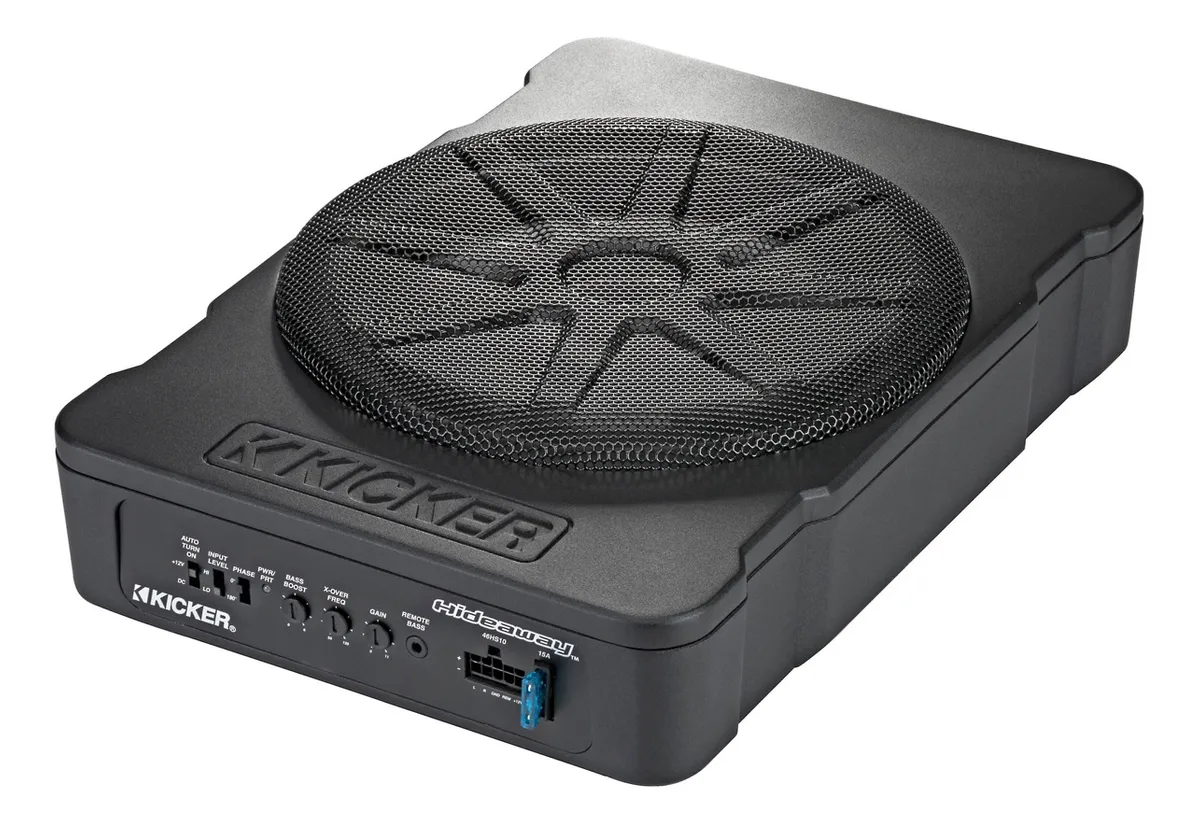 KICKER
AUTO
TURN
ON
+12V
DC
INPUT
LEVEL
HI
LO
PHASE
0°
180°
PWR/
PRT
BASS
BOOST
X-OVER
FREQ
GAIN
REMOTE
BASS
KICKER®
Hideaway™
46HS10
15A
+
-
L R GND REM +12V